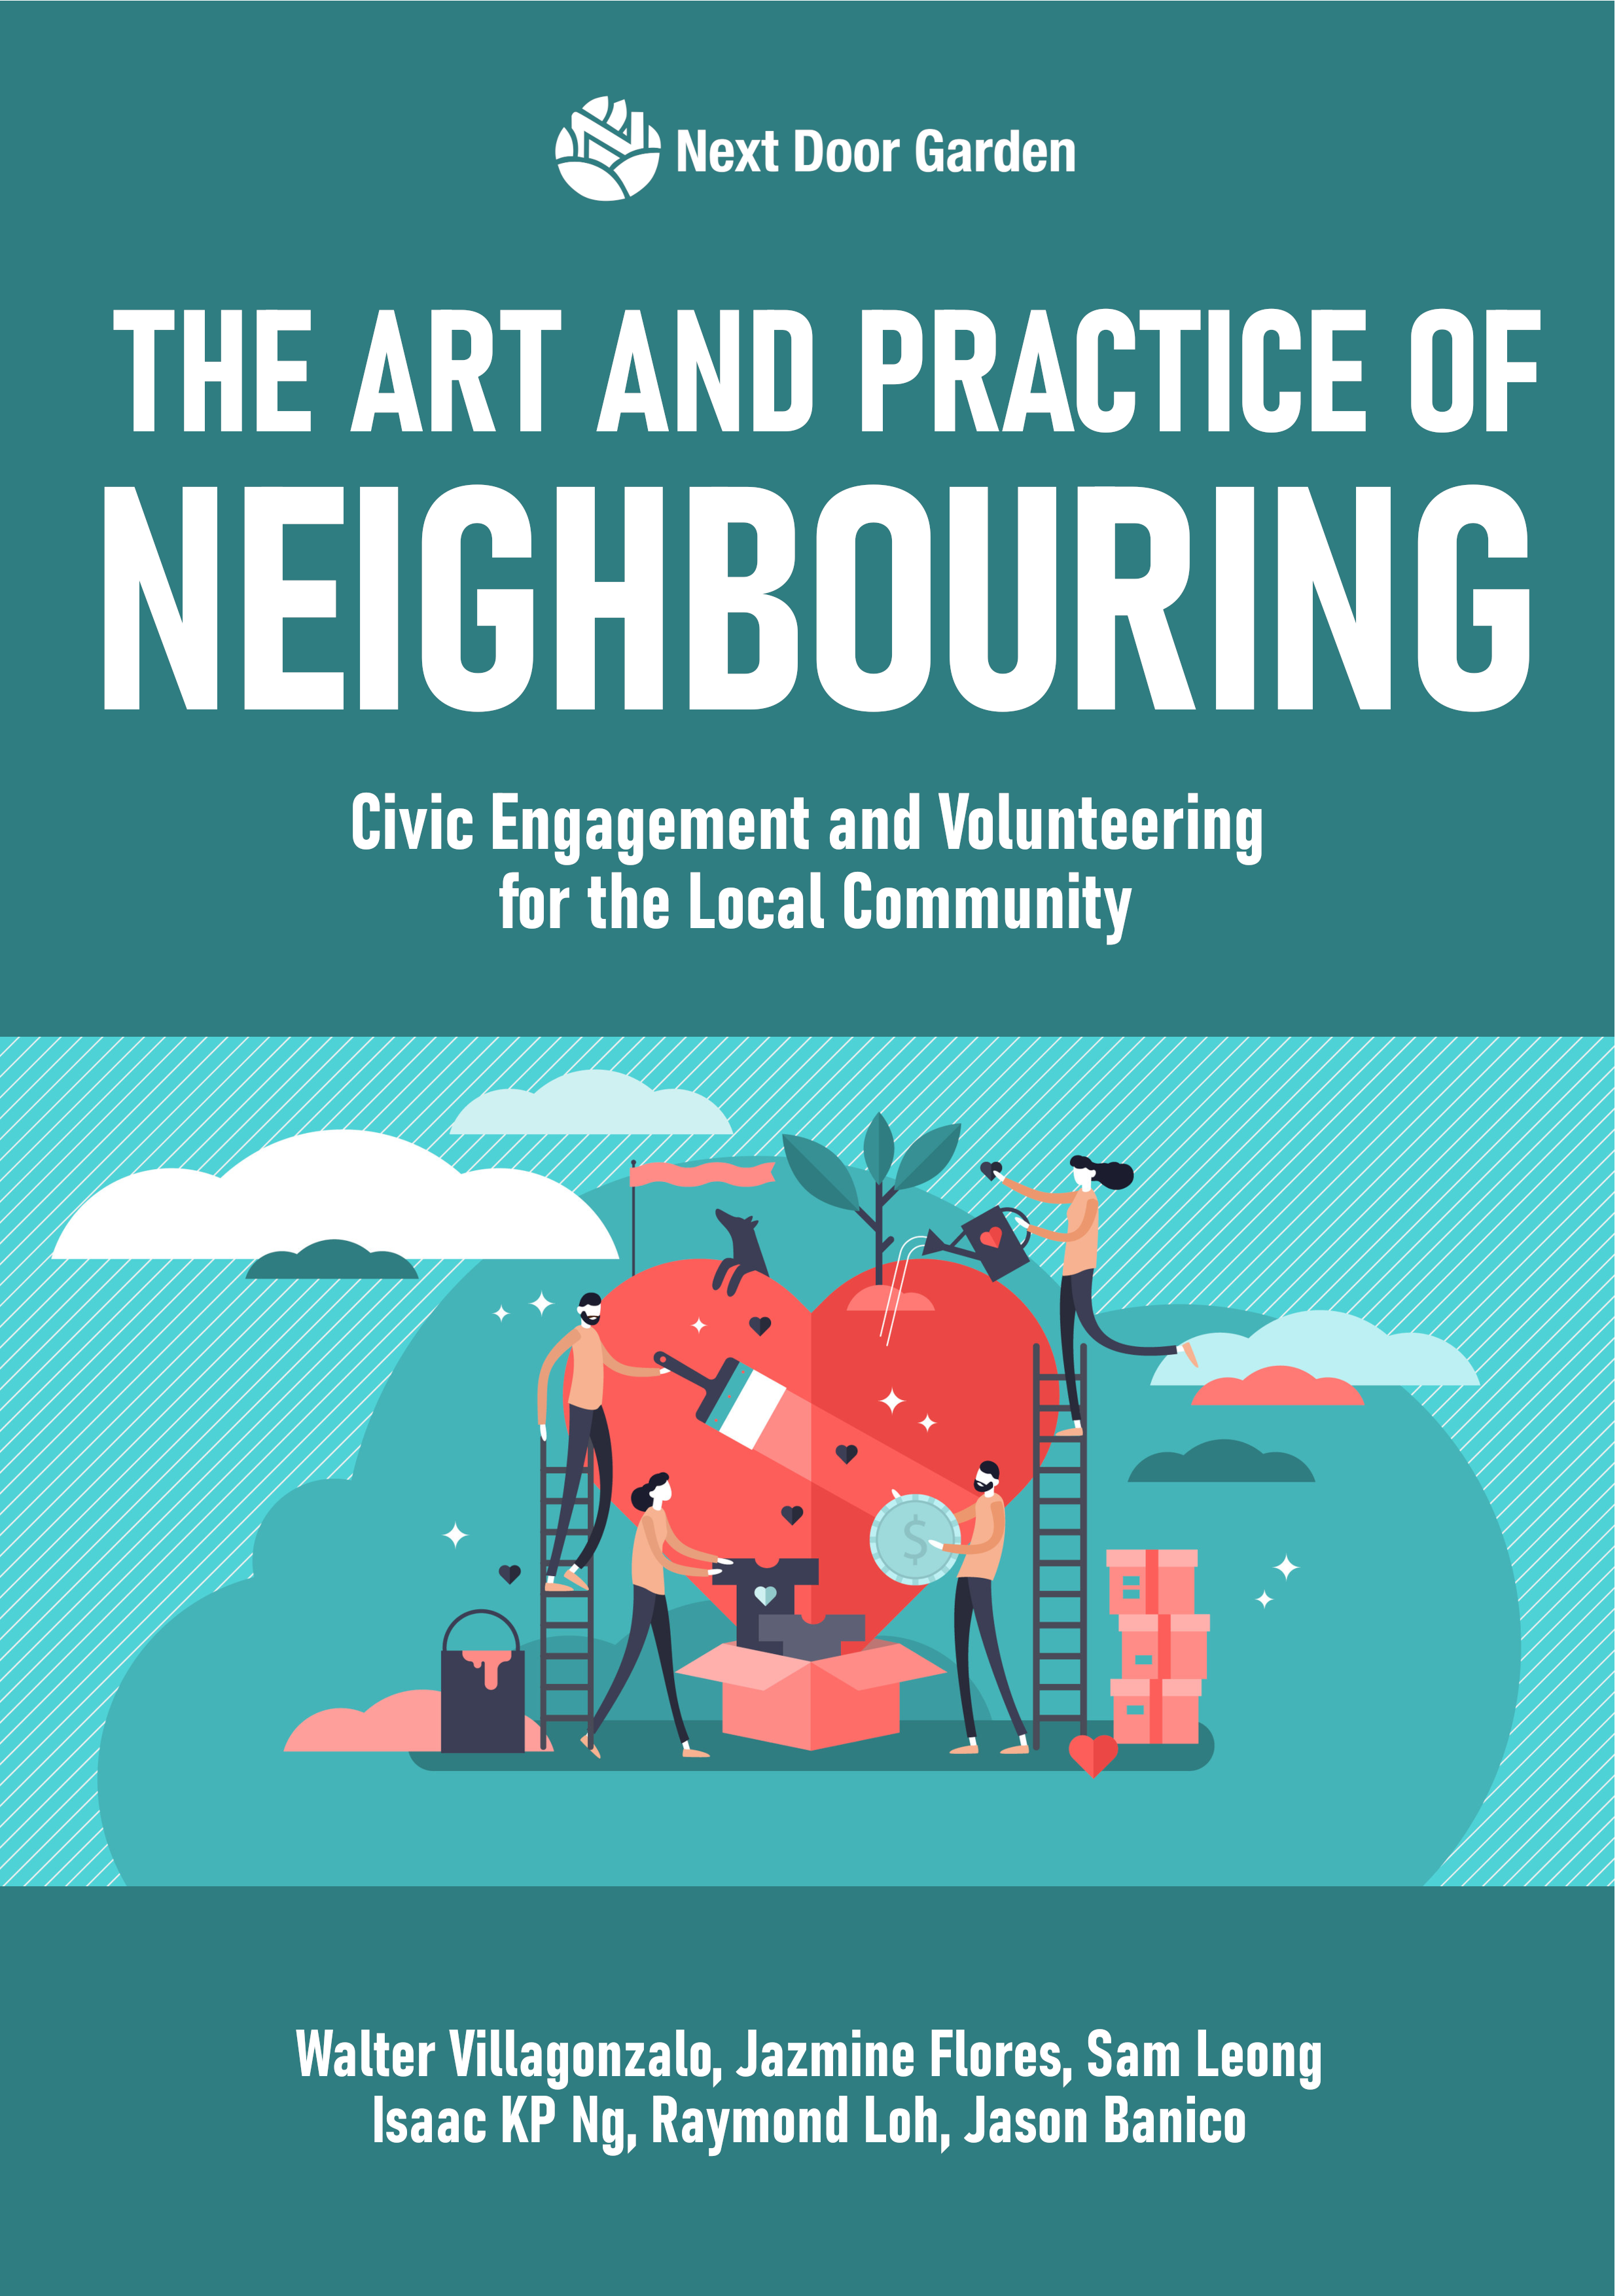 Next Door Garden
THE ART AND PRACTICE OF
NEIGHBOURING
Civic Engagement and Volunteering
for the Local Community
$
Walter Villagonzalo, Jazmine Flores, Sam Leong
Isaac KP Ng, Raymond Loh, Jason Banico